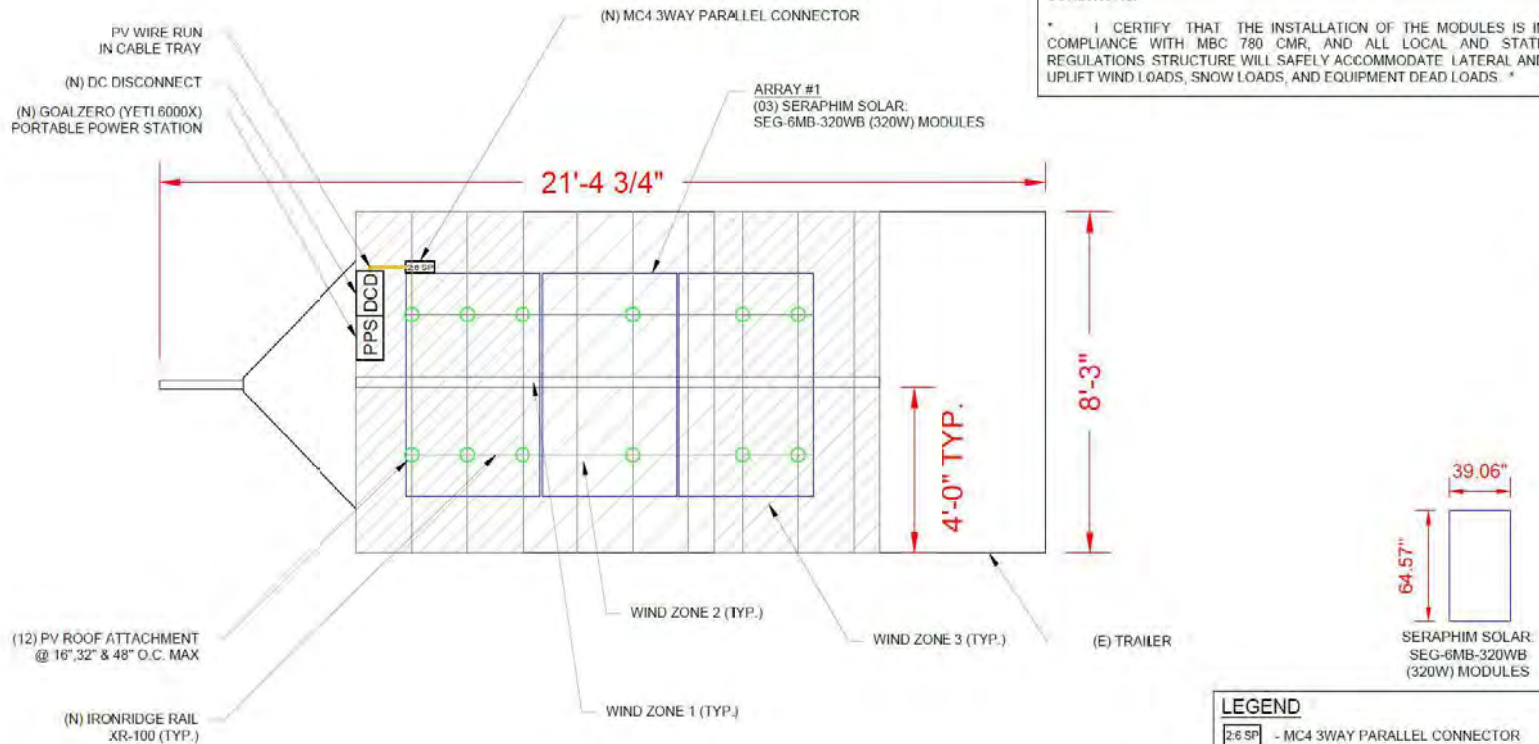 (N) MC4 3WAY PARALLEL CONNECTOR
PV WIRE RUN
IN CABLE TRAY
(N) DC DISCONNECT
(N) GOALZERO (YETI 6000X)
PORTABLE POWER STATION
ARRAY #1
(03) SERAPHIM SOLAR:
SEG-6MB-320WB (320W) MODULES
* I CERTIFY THAT THE INSTALLATION OF THE MODULES IS IN
COMPLIANCE WITH MBC 780 CMR, AND ALL LOCAL AND STATE
REGULATIONS STRUCTURE WILL SAFELY ACCOMMODATE LATERAL AND
UPLIFT WIND LOADS, SNOW LOADS, AND EQUIPMENT DEAD LOADS. *
21'-4 3/4"
2:6 SP
DCD
PPS
8'-3"
4'-0" TYP.
39.06"
64.57"
SERAPHIM SOLAR:
SEG-6MB-320WB
(320W) MODULES
(12) PV ROOF ATTACHMENT
@ 16",32" & 48" O.C. MAX
(N) IRONRIDGE RAIL
XR-100 (TYP.)
WIND ZONE 2 (TYP.)
WIND ZONE 3 (TYP.)
(E) TRAILER
WIND ZONE 1 (TYP.)
LEGEND
2:6 SP - MC4 3WAY PARALLEL CONNECTOR